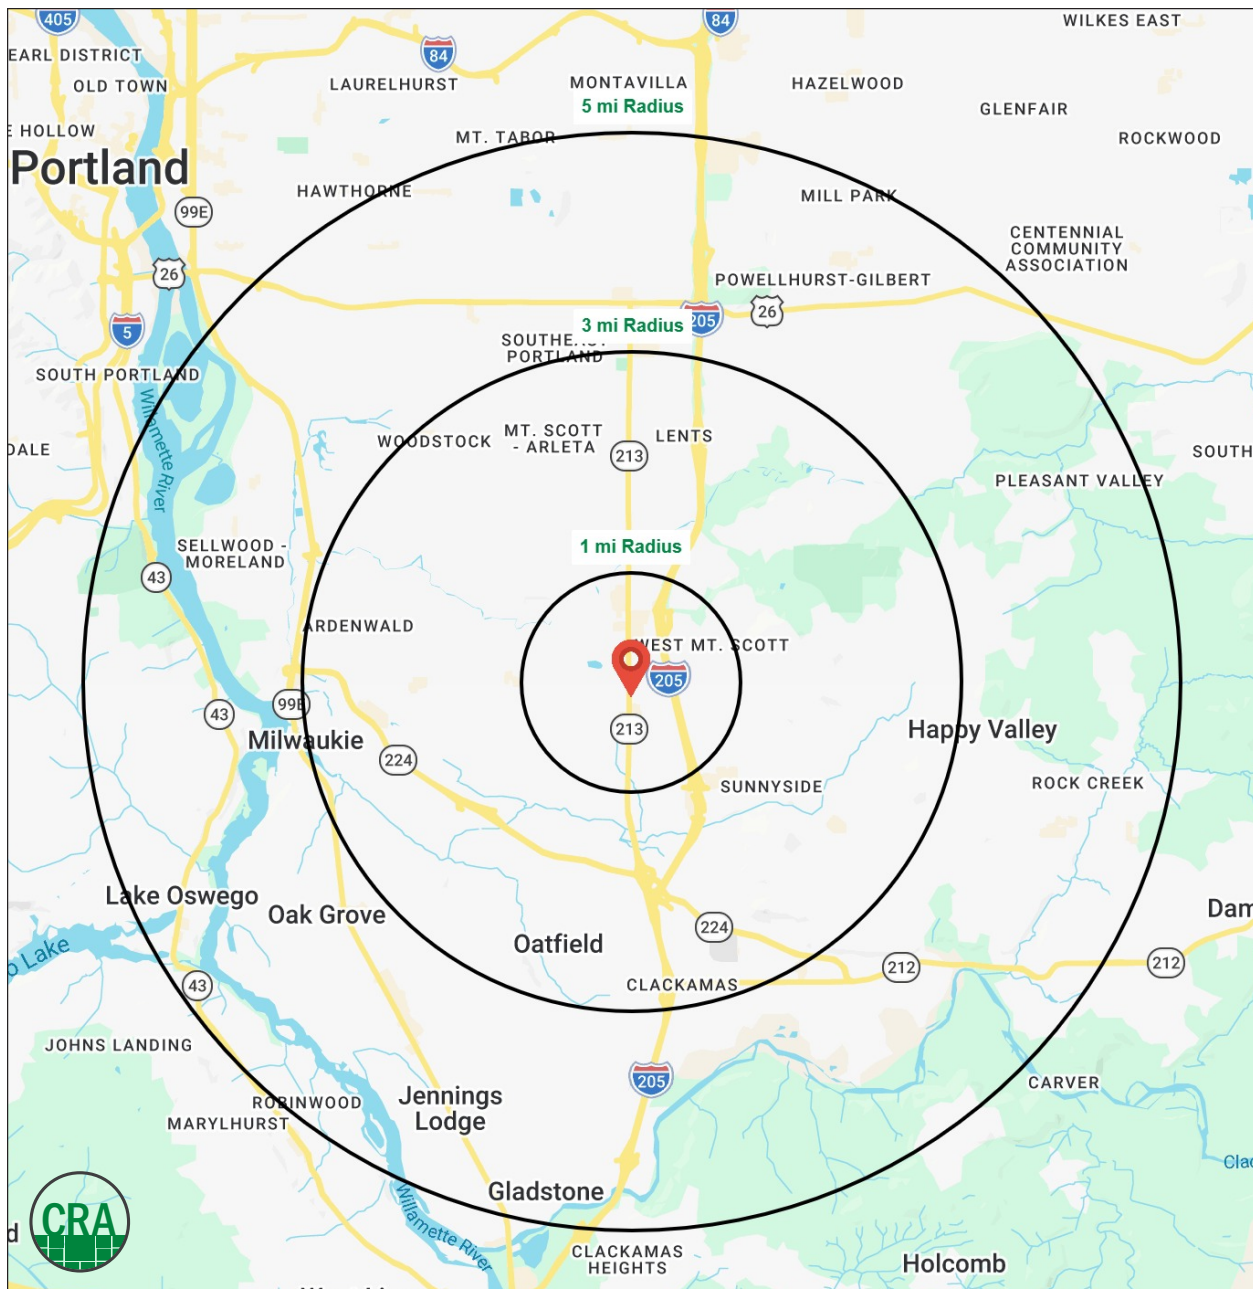 405
84
84
WILKES EAST
EARL DISTRICT
OLD TOWN
LAURELHURST
MONTAVILLA
HAZELWOOD
5 mi Radius
GLENFAIR
E HOLLOW
MT. TABOR
ROCKWOOD
Portland
HAWTHORNE
MILL PARK
99E
CENTENNIAL
COMMUNITY
ASSOCIATION
26
POWELLHURST-GILBERT
26
205
5
3 mi Radius
SOUTHEAST
PORTLAND
SOUTH PORTLAND
Willamette River
WOODSTOCK
MT. SCOTT
- ARLETA
LENTS
213
DALE
SOUTH
PLEASANT VALLEY
1 mi Radius
SELLWOOD -
MORELAND
43
ARDENWALD
WEST MT. SCOTT
205
99E
43
213
Milwaukie
Happy Valley
224
SUNNYSIDE
ROCK CREEK
Lake Oswego
Oak Grove
Dam
224
Oatfield
o Lake
212
212
43
CLACKAMAS
JOHNS LANDING
205
CARVER
Jennings
Lodge
ROBINWOOD
MARYLHURST
Clac
Gladstone
CRA
Willamette River
d
CLACKAMAS
HEIGHTS
Holcomb